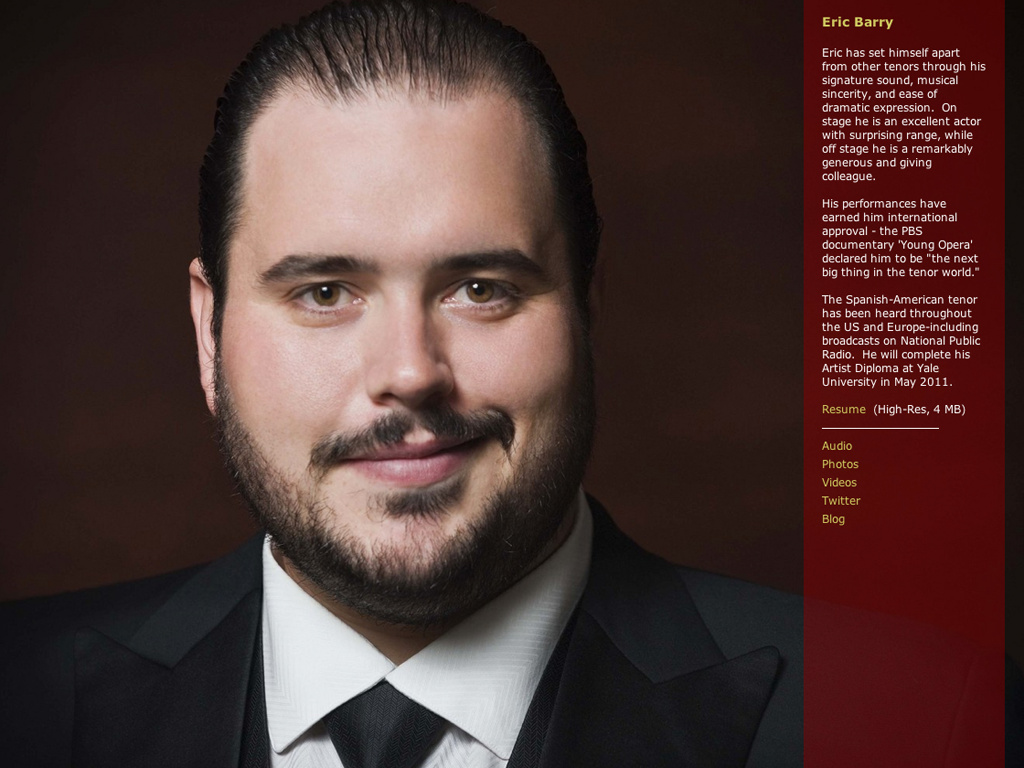 Eric Barry
Eric has set himself apart
from other tenors through his
signature sound, musical
sincerity, and ease of
dramatic expression.  On
stage he is an excellent actor
with surprising range, while
off stage he is a remarkably
generous and giving
colleague.
His performances have
earned him international
approval - the PBS
documentary 'Young Opera'
declared him to be "the next
big thing in the tenor world."
The Spanish-American tenor
has been heard throughout
the US and Europe-including
broadcasts on National Public
Radio.  He will complete his
Artist Diploma at Yale
University in May 2011.
Resume  (High-Res, 4 MB)
Audio
Photos
Videos
Twitter
Blog